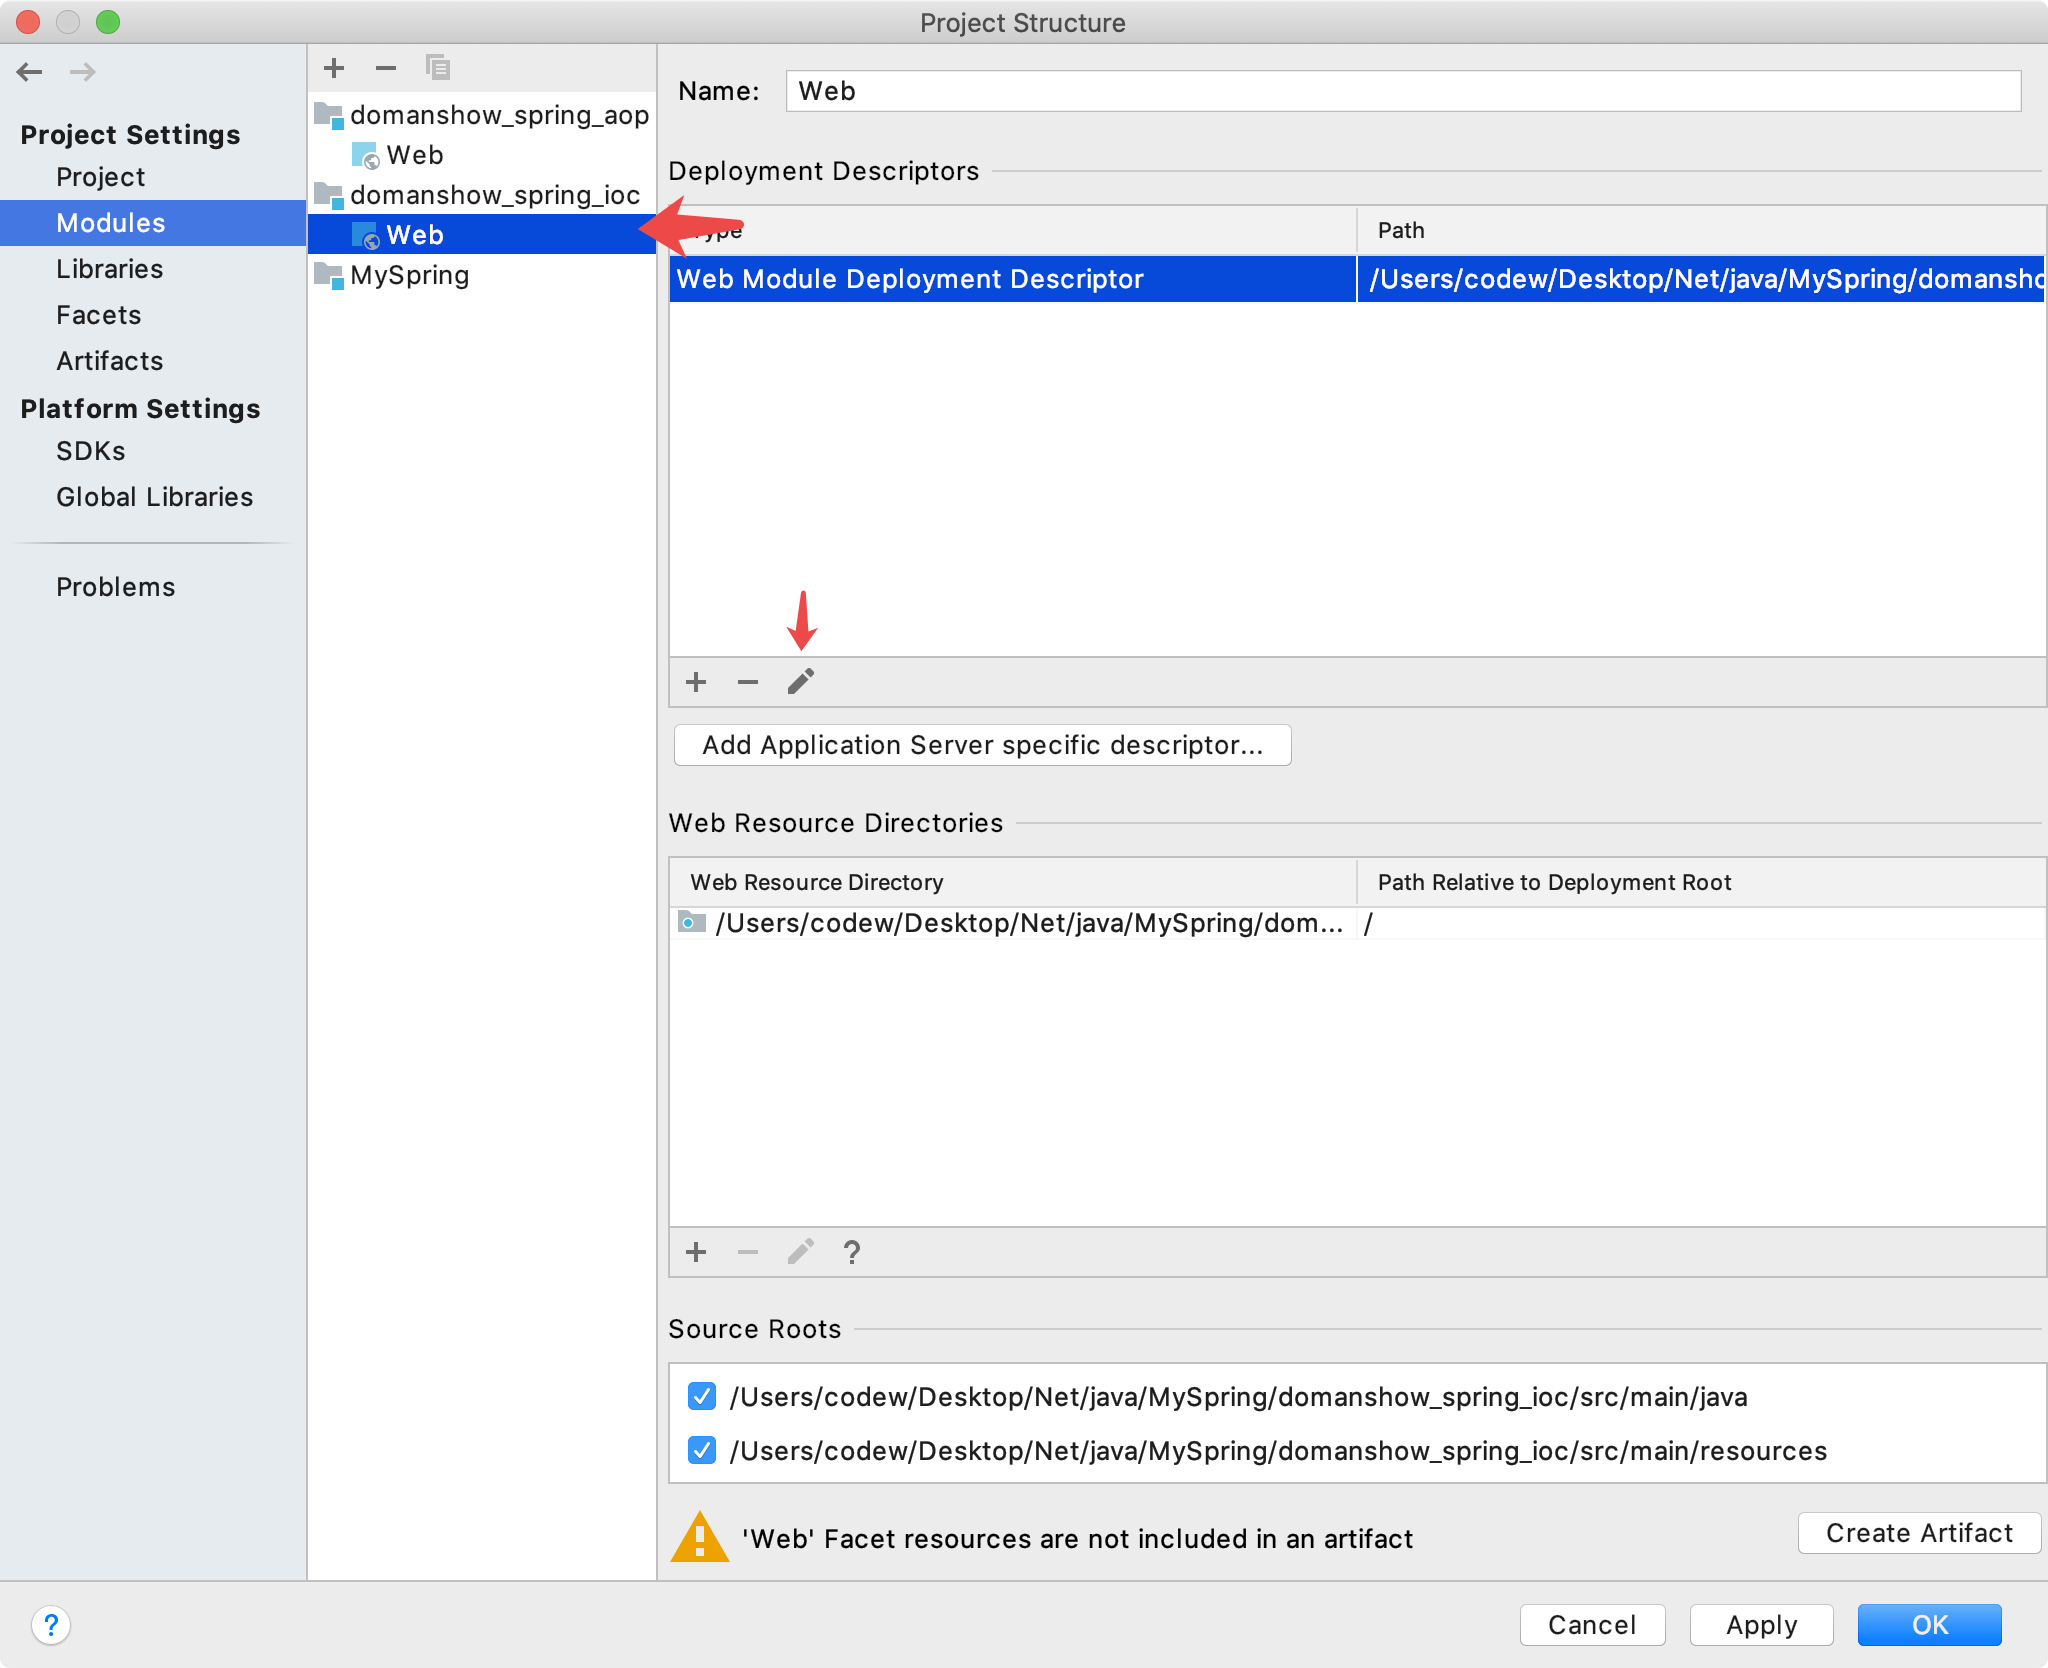 Project Structure
Project Settings
Project
Modules
Libraries
Facets
Artifacts
Platform Settings
SDKs
Global Libraries
Problems
domanshow_spring_aop
Web
domanshow_spring_ioc
Web
MySpring
Name: Web
Deployment Descriptors
Type Path
Web Module Deployment Descriptor /Users/codew/Desktop/Net/java/MySpring/domansho
Add Application Server specific descriptor...
Web Resource Directories
Web Resource Directory Path Relative to Deployment Root
/Users/codew/Desktop/Net/java/MySpring/dom... /
?
Source Roots
/Users/codew/Desktop/Net/java/MySpring/domanshow_spring_ioc/src/main/java
/Users/codew/Desktop/Net/java/MySpring/domanshow_spring_ioc/src/main/resources
'Web' Facet resources are not included in an artifact
Create Artifact
? Cancel Apply OK